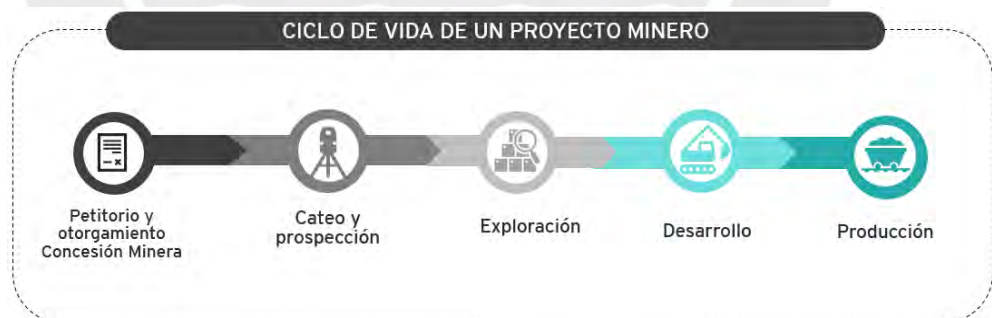 CICLO DE VIDA DE UN PROYECTO MINERO
Petitorio y
otorgamiento
Concesión Minera
Cateo y
prospección
Exploración
Desarrollo
Producción